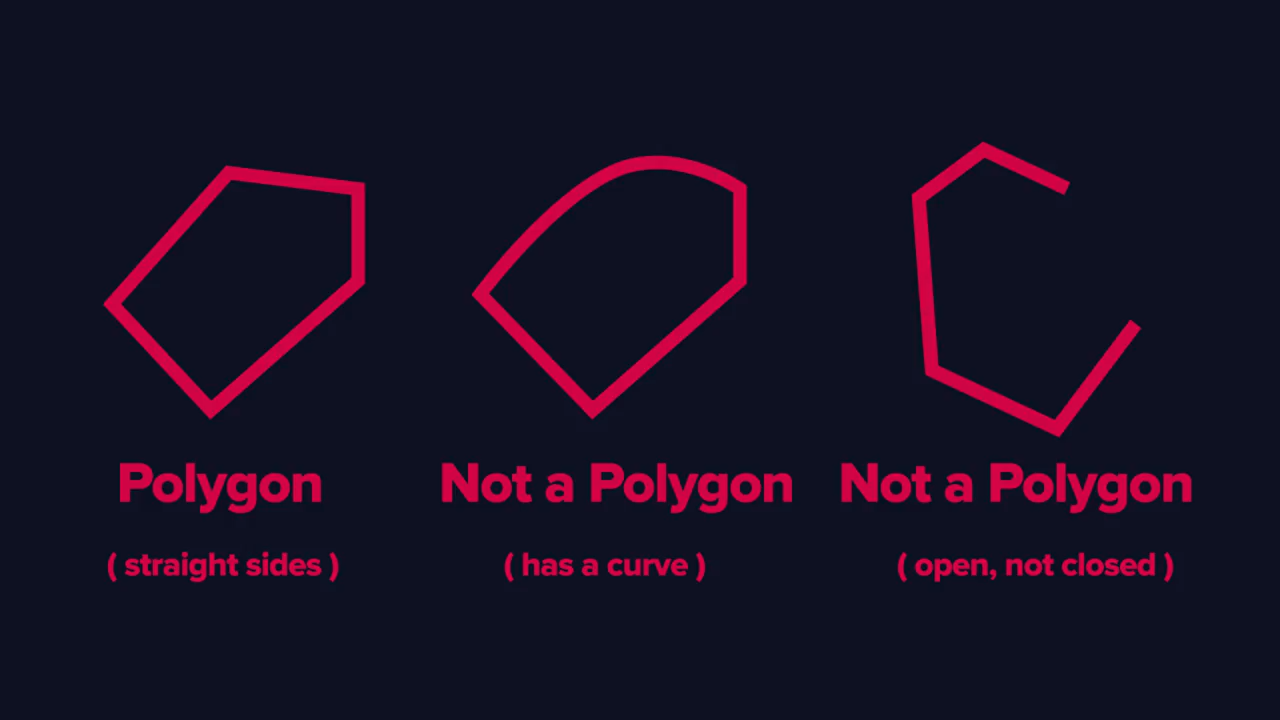 Polygon
Not a Polygon
Not a Polygon
( straight sides )
( has a curve )
( open, not closed )